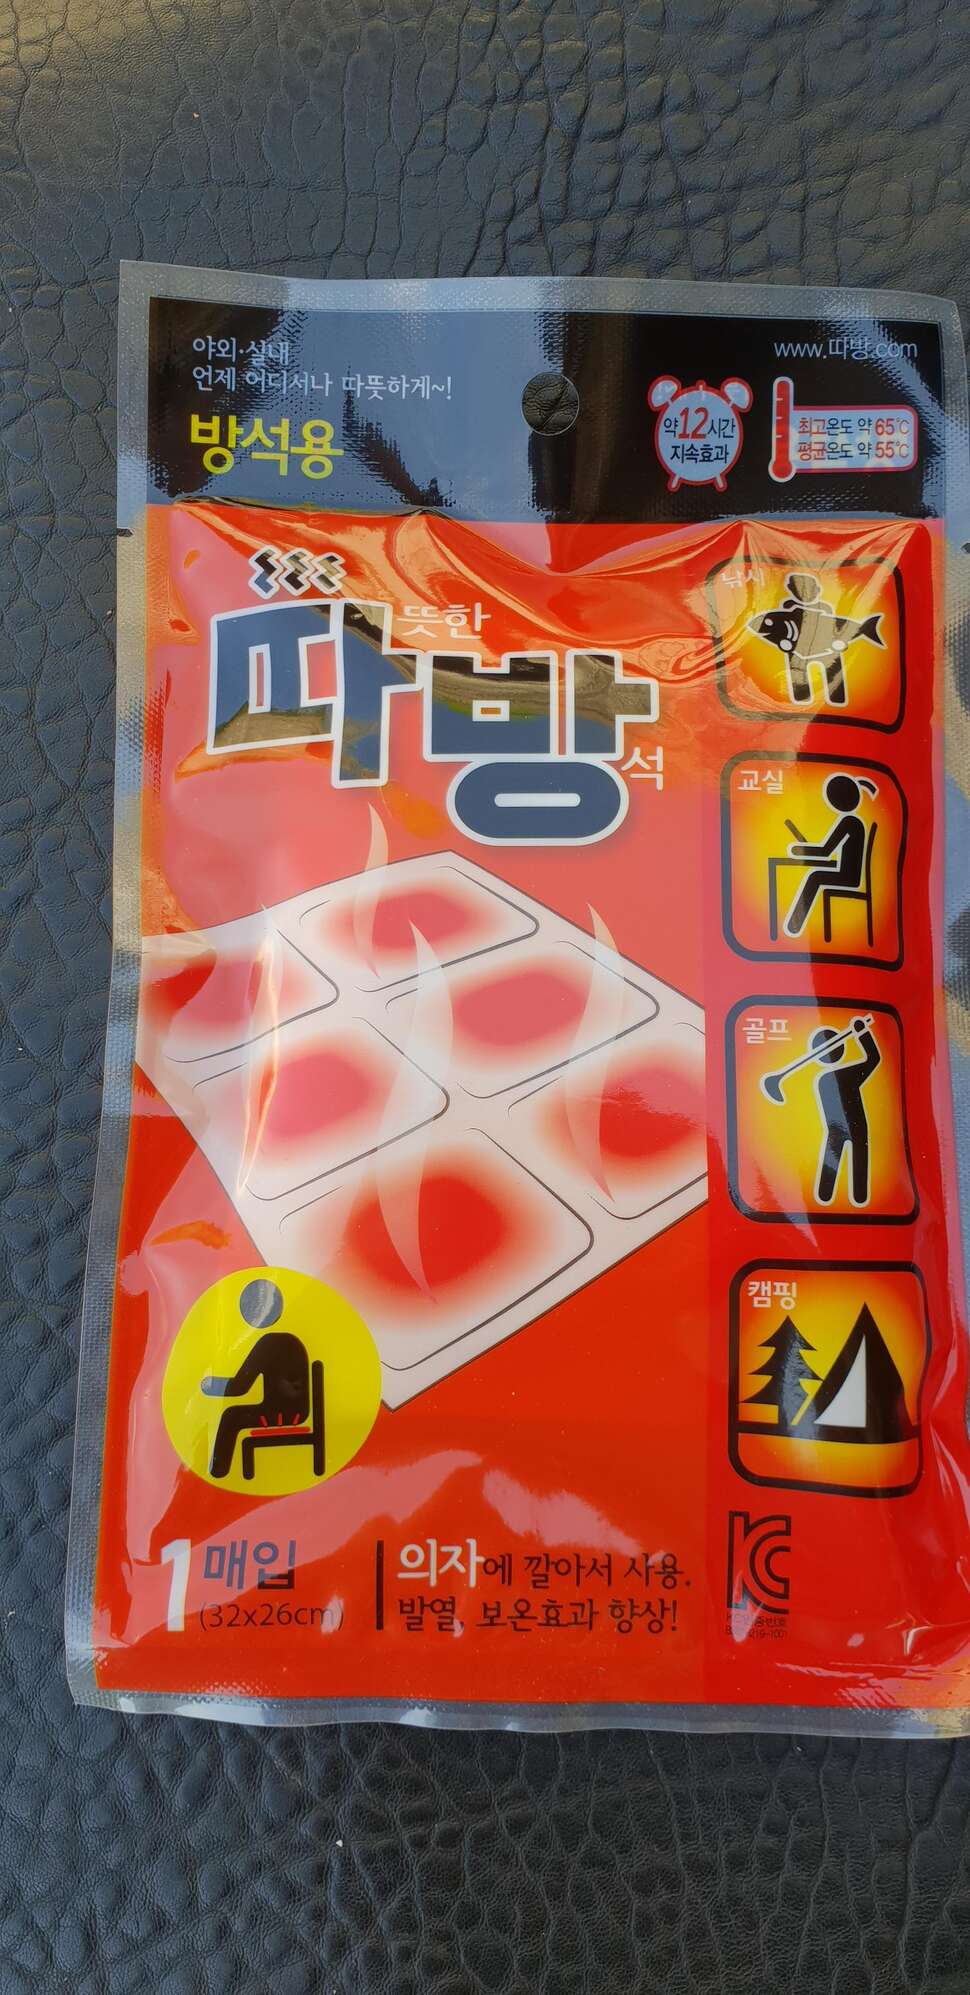 야외·실내
언제 어디서나 따뜻하게~!
방석용
www.따방.com
약12시간
지속효과
최고온도 약 65℃
평균온도 약 55℃
따뜻한
방석
낚시
교실
골프
캠핑
1매입
(32x26cm)
의자에 깔아서 사용.
발열, 보온효과 향상!
KC